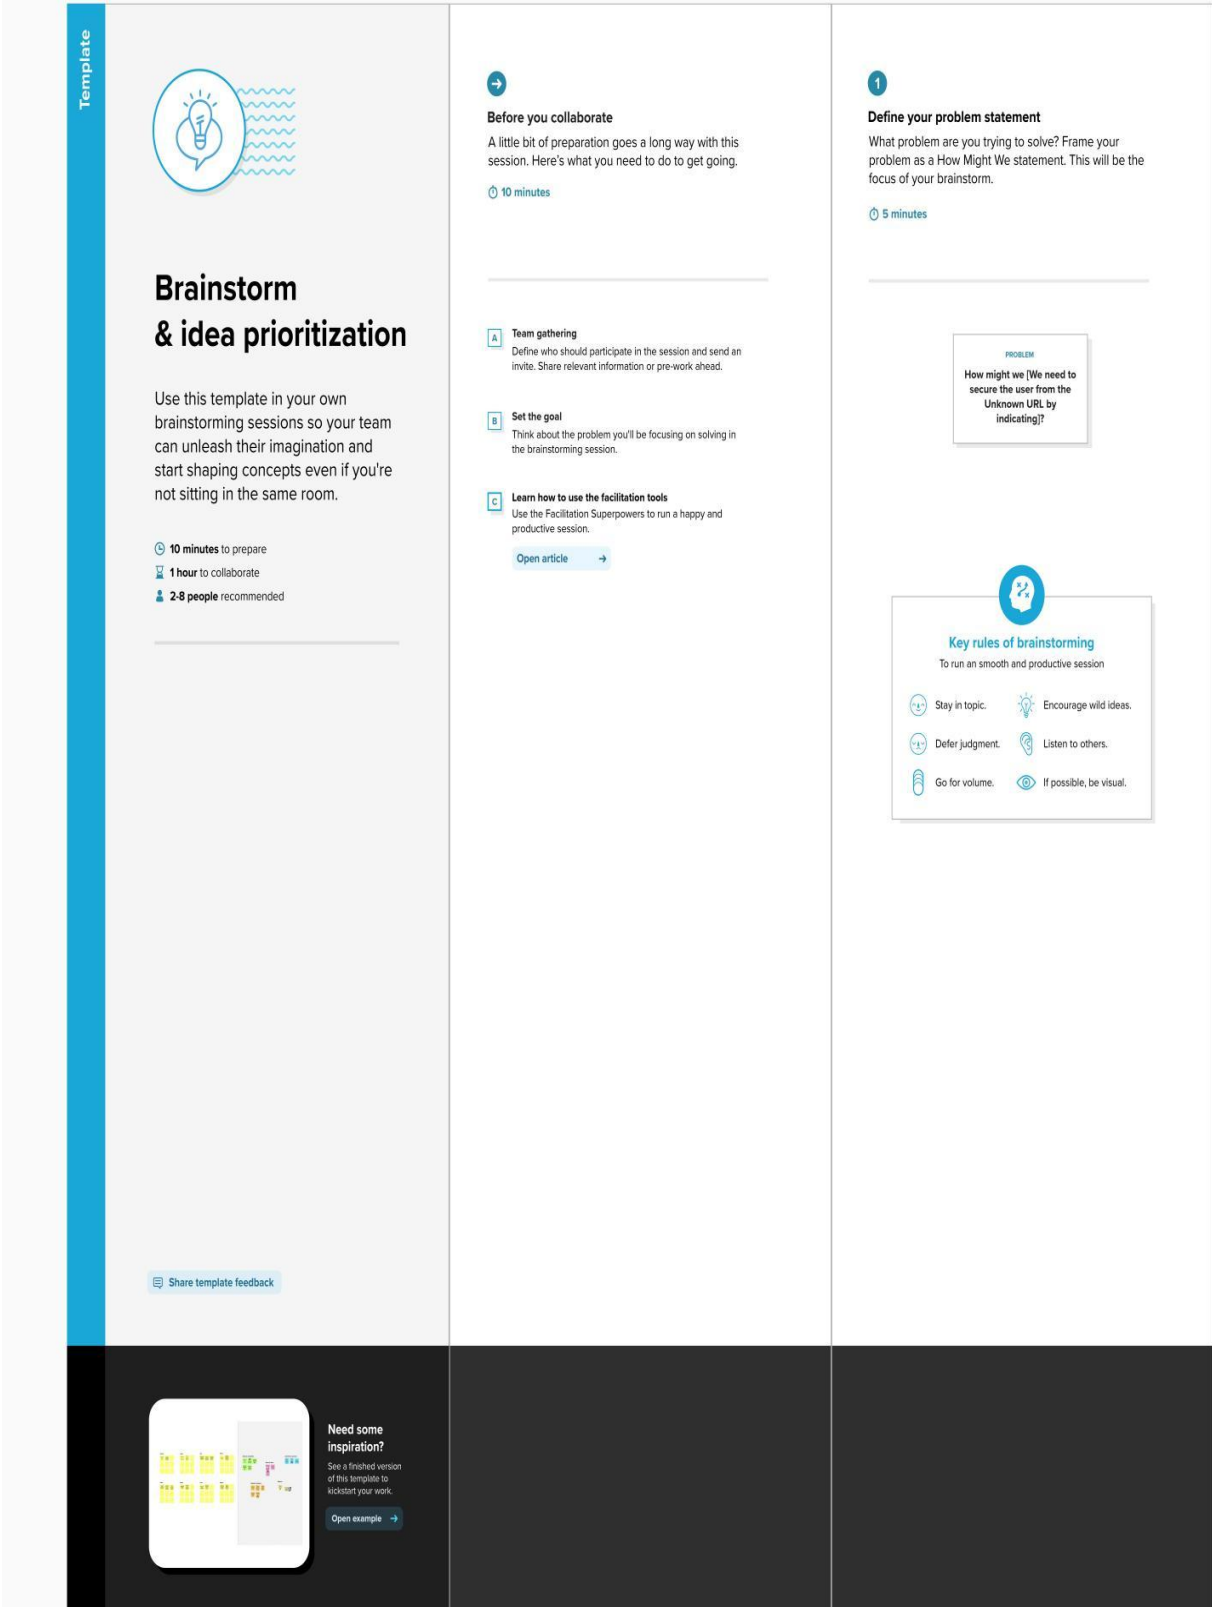 Template
Brainstorm
& idea prioritization
Use this template in your own
brainstorming sessions so your team
can unleash their imagination and
start shaping concepts even if you're
not sitting in the same room.
10 minutes to prepare
1 hour to collaborate
2-8 people recommended
Share template feedback
Need some
inspiration?
See a finished version
of this template to
kickstart your work.
Open example
Before you collaborate
A little bit of preparation goes a long way with this
session. Here's what you need to do to get going.
10 minutes
A
Team gathering
Define who should participate in the session and send an
invite. Share relevant information or pre-work ahead.
B
Set the goal
Think about the problem you'll be focusing on solving in
the brainstorming session.
C
Learn how to use the facilitation tools
Use the Facilitation Superpowers to run a happy and
productive session.
Open article
1
Define your problem statement
What problem are you trying to solve? Frame your
problem as a How Might We statement. This will be the
focus of your brainstorm.
5 minutes
PROBLEM
How might we [We need to
secure the user from the
Unknown URL by
indicating]?
Key rules of brainstorming
To run an smooth and productive session
Stay in topic.
Encourage wild ideas.
Defer judgment.
Listen to others.
Go for volume.
If possible, be visual.